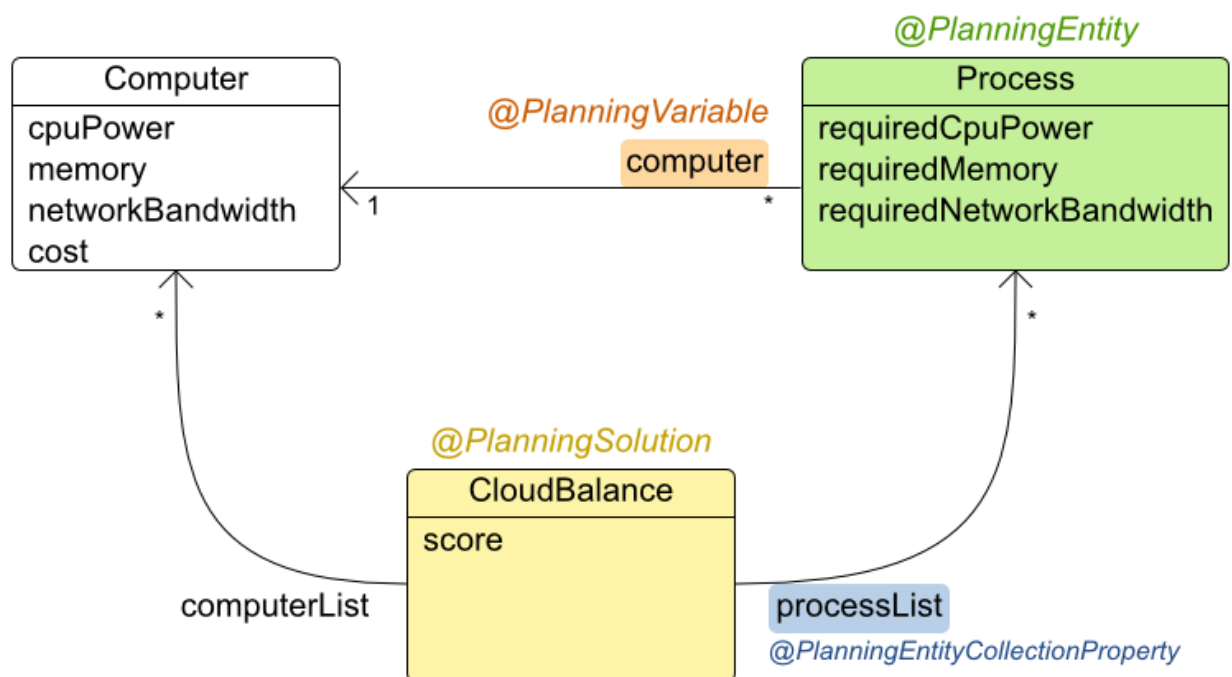 @PlanningEntity
Computer
cpuPower
memory
networkBandwidth
cost
@PlanningVariable
computer
1
*
Process
requiredCpuPower
requiredMemory
requiredNetworkBandwidth
*
*
@PlanningSolution
CloudBalance
score
computerList
processList
@PlanningEntityCollectionProperty